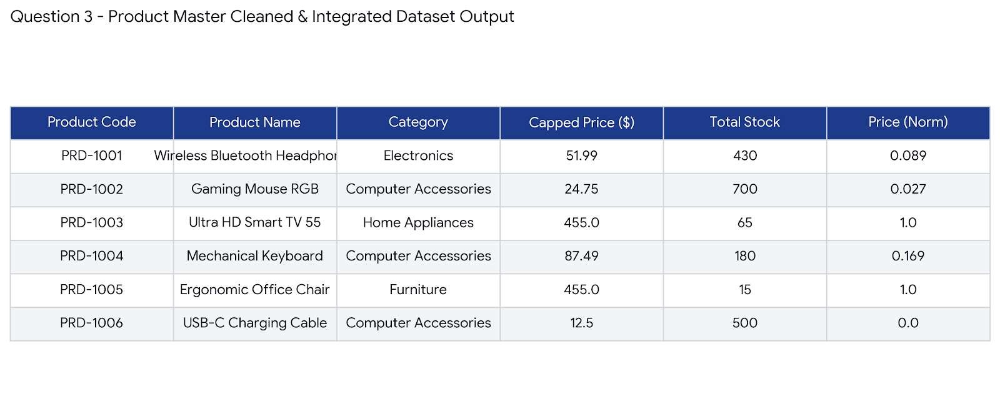 Question 3 - Product Master Cleaned & Integrated Dataset Output
Product Code Product Name Category Capped Price ($) Total Stock Price (Norm)
PRD-1001 Wireless Bluetooth Headphor Electronics 51.99 430 0.089
PRD-1002 Gaming Mouse RGB Computer Accessories 24.75 700 0.027
PRD-1003 Ultra HD Smart TV 55 Home Appliances 455.0 65 1.0
PRD-1004 Mechanical Keyboard Computer Accessories 87.49 180 0.169
PRD-1005 Ergonomic Office Chair Furniture 455.0 15 1.0
PRD-1006 USB-C Charging Cable Computer Accessories 12.5 500 0.0